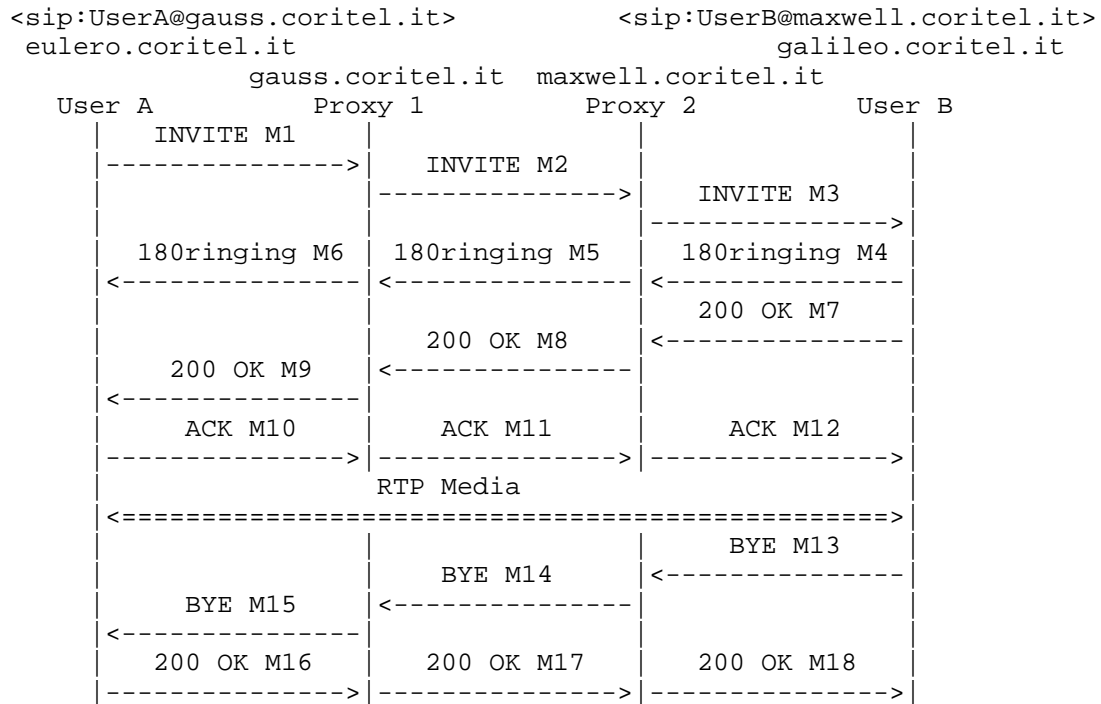 <sip:UserA@gauss.coritel.it> <sip:UserB@maxwell.coritel.it>
eulero.coritel.it galileo.coritel.it
gauss.coritel.it maxwell.coritel.it
User A Proxy 1 Proxy 2 User B
INVITE M1
INVITE M2
INVITE M3
180ringing M6 180ringing M5 180ringing M4
200 OK M7
200 OK M8
200 OK M9
ACK M10 ACK M11 ACK M12
RTP Media
BYE M13
BYE M14
BYE M15
200 OK M16 200 OK M17 200 OK M18